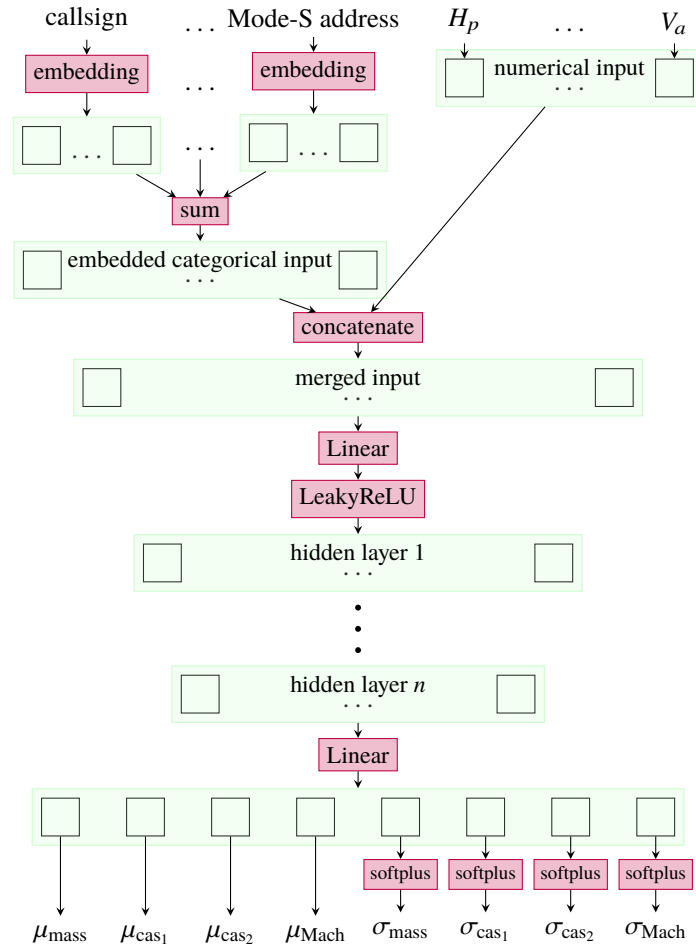 callsign ... Mode-S address H_p ... V_a
embedding ... embedding numerical input
...
... ... ...
sum
embedded categorical input
...
concatenate
merged input
...
Linear
LeakyReLU
hidden layer 1
...
hidden layer n
...
Linear
softplus softplus softplus softplus
μ_mass μ_cas₁ μ_cas₂ μ_Mach σ_mass σ_cas₁ σ_cas₂ σ_Mach